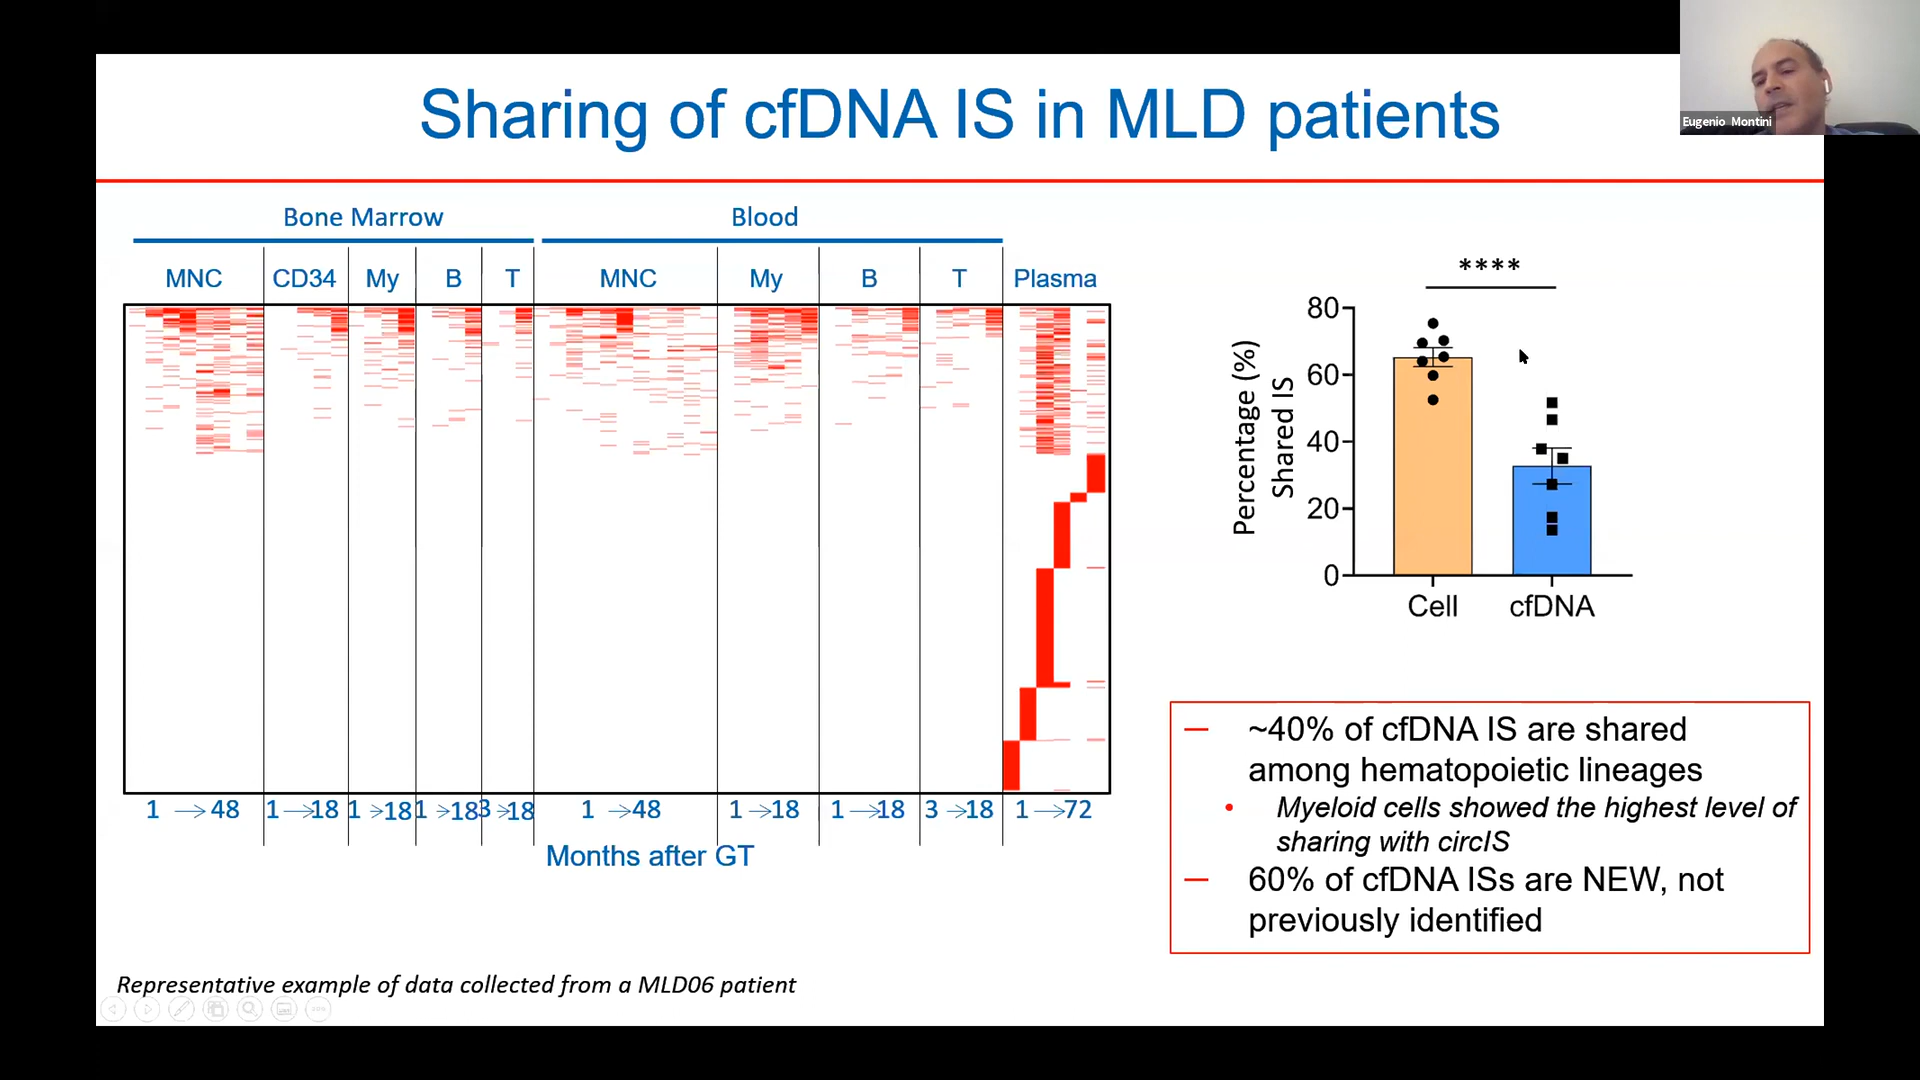 Sharing of cfDNA IS in MLD patients
Eugenio Montini
Bone Marrow
Blood
MNC
CD34
My
B
T
MNC
My
B
T
Plasma
1 → 48
1 → 18
1 > 18
1 > 18
3 > 18
1 → 48
1 → 18
1 → 18
3 → 18
1 → 72
Months after GT
****
Percentage (%)
Shared IS
80
60
40
20
0
Cell
cfDNA
— ~40% of cfDNA IS are shared
among hematopoietic lineages
• Myeloid cells showed the highest level of
sharing with circIS
— 60% of cfDNA ISs are NEW, not
previously identified
Representative example of data collected from a MLD06 patient